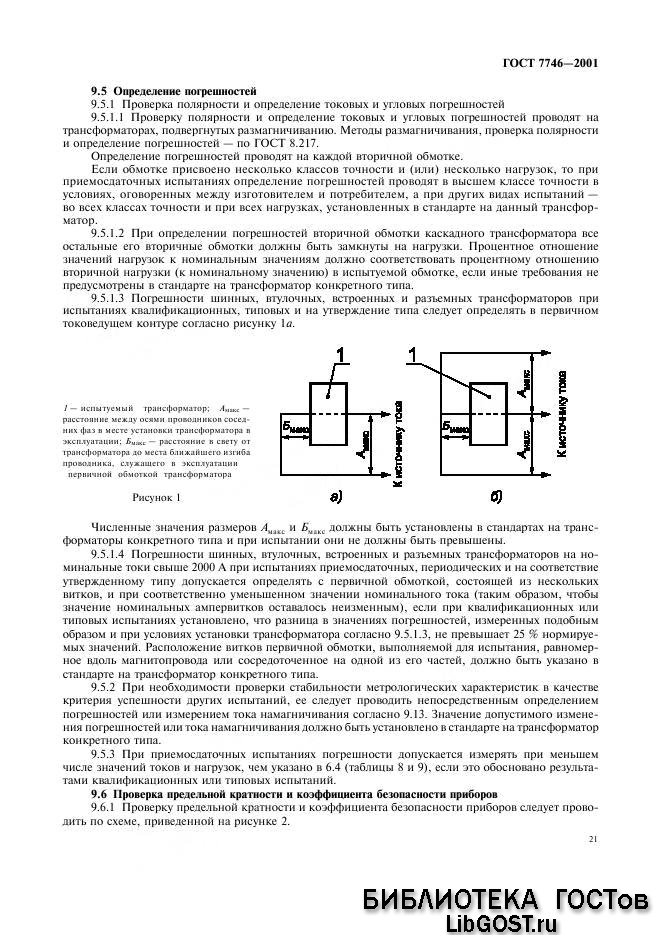 ГОСТ 7746—2001
9.5 Определение погрешностей
9.5.1 Проверка полярности и определение токовых и угловых погрешностей
9.5.1.1 Проверку полярности и определение токовых и угловых погрешностей проводят на
трансформаторах, подвергнутых размагничиванию. Методы размагничивания, проверка полярности
и определение погрешностей — по ГОСТ 8.217.
Определение погрешностей проводят на каждой вторичной обмотке.
Если обмотке присвоено несколько классов точности и (или) несколько нагрузок, то при
приемосдаточных испытаниях определение погрешностей проводят в высшем классе точности в
условиях, оговоренных между изготовителем и потребителем, а при других видах испытаний —
во всех классах точности и при всех нагрузках, установленных в стандарте на данный трансфор-
матор.
9.5.1.2 При определении погрешностей вторичной обмотки каскадного трансформатора все
остальные его вторичные обмотки должны быть замкнуты на нагрузки. Процентное отношение
значений нагрузок к номинальным значениям должно соответствовать процентному отношению
вторичной нагрузки (к номинальному значению) в испытуемой обмотке, если иные требования не
предусмотрены в стандарте на трансформатор конкретного типа.
9.5.1.3 Погрешности шинных, втулочных, встроенных и разъемных трансформаторов при
испытаниях квалификационных, типовых и на утверждение типа следует определять в первичном
токоведущем контуре согласно рисунку 1а.
1 — испытуемый трансформатор; Aмакс —
расстояние между осями проводников сосед-
них фаз в месте установки трансформатора в
эксплуатации; Бмакс — расстояние в свету от
трансформатора до места ближайшего изгиба
проводника, служащего в эксплуатации
первичной обмоткой трансформатора
Рисунок 1
1
Бмакс
Aмакс
К источнику тока
а)
1
Бмакс
Aмакс
Aмакс
К источнику тока
б)
Численные значения размеров Aмакс и Бмакс должны быть установлены в стандартах на транс-
форматоры конкретного типа и при испытании они не должны быть превышены.
9.5.1.4 Погрешности шинных, втулочных, встроенных и разъемных трансформаторов на но-
минальные токи свыше 2000 А при испытаниях приемосдаточных, периодических и на соответствие
утвержденному типу допускается определять с первичной обмоткой, состоящей из нескольких
витков, и при соответственно уменьшенном значении номинального тока (таким образом, чтобы
значение номинальных ампервитков оставалось неизменным), если при квалификационных или
типовых испытаниях установлено, что разница в значениях погрешностей, измеренных подобным
образом и при условиях установки трансформатора согласно 9.5.1.3, не превышает 25 % нормируе-
мых значений. Расположение витков первичной обмотки, выполняемой для испытания, равномер-
ное вдоль магнитопровода или сосредоточенное на одной из его частей, должно быть указано в
стандарте на трансформатор конкретного типа.
9.5.2 При необходимости проверки стабильности метрологических характеристик в качестве
критерия успешности других испытаний, ее следует проводить непосредственным определением
погрешностей или измерением тока намагничивания согласно 9.13. Значение допустимого измене-
ния погрешностей или тока намагничивания должно быть установлено в стандарте на трансформатор
конкретного типа.
9.5.3 При приемосдаточных испытаниях погрешности допускается измерять при меньшем
числе значений токов и нагрузок, чем указано в 6.4 (таблицы 8 и 9), если это обосновано результа-
тами квалификационных или типовых испытаний.
9.6 Проверка предельной кратности и коэффициента безопасности приборов
9.6.1 Проверку предельной кратности и коэффициента безопасности приборов следует прово-
дить по схеме, приведенной на рисунке 2.
21
БИБЛИОТЕКА ГОСТов
LibGOST.ru